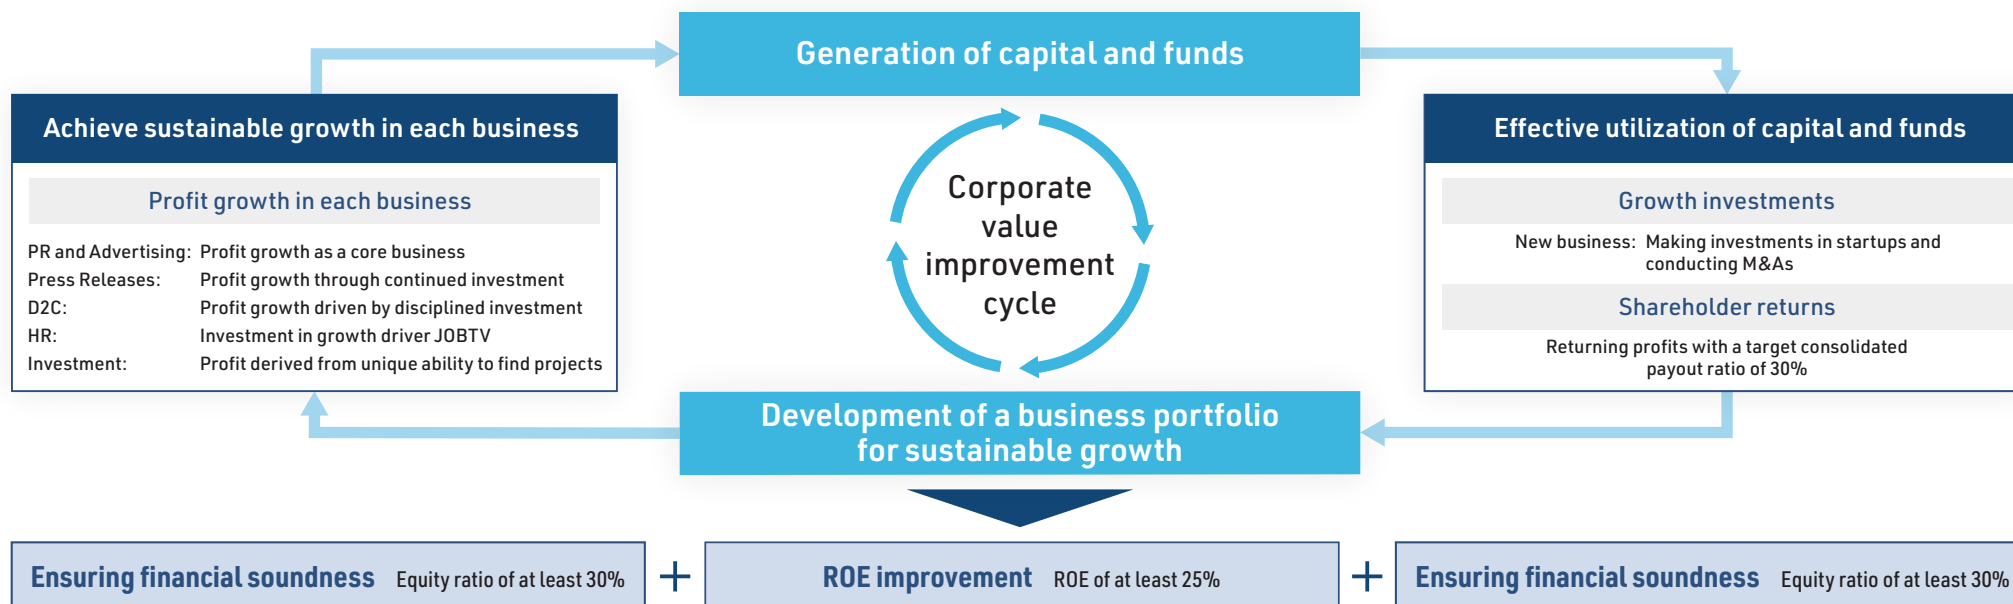 Generation of capital and funds
Achieve sustainable growth in each business
Profit growth in each business
PR and Advertising: Profit growth as a core business
Press Releases: Profit growth through continued investment
D2C: Profit growth driven by disciplined investment
HR: Investment in growth driver JOBTV
Investment: Profit derived from unique ability to find projects
Corporate
value
improvement
cycle
Effective utilization of capital and funds
Growth investments
New business: Making investments in startups and
conducting M&As
Shareholder returns
Returning profits with a target consolidated
payout ratio of 30%
Development of a business portfolio
for sustainable growth
Ensuring financial soundness Equity ratio of at least 30% + ROE improvement ROE of at least 25% + Ensuring financial soundness Equity ratio of at least 30%